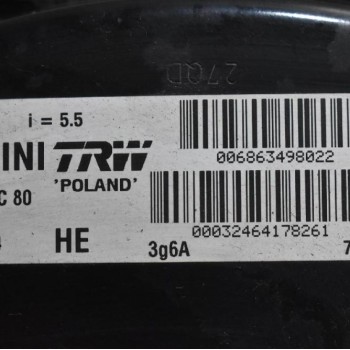 27QD
i = 5.5
INI TRW
006863498022
C 80
'POLAND'
00032464178261
HE
3g6A
7